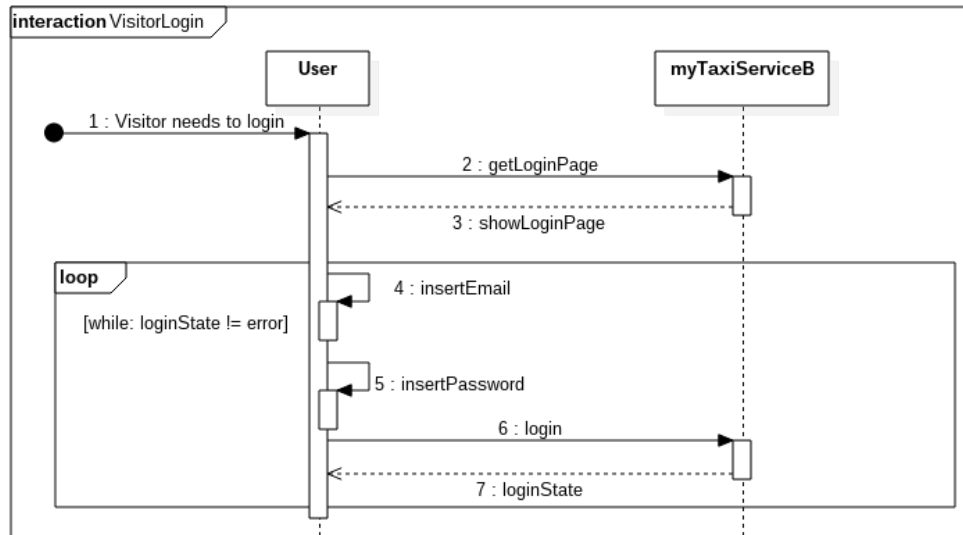 interaction VisitorLogin
User
myTaxiServiceB
1 : Visitor needs to login
2 : getLoginPage
3 : showLoginPage
loop
4 : insertEmail
[while: loginState != error]
5 : insertPassword
6 : login
7 : loginState